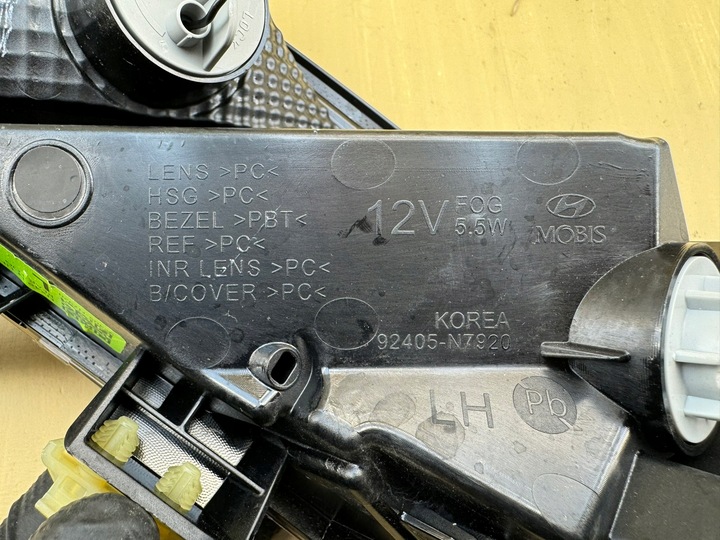 LENS >PC<
HSG >PC<
BEZEL >PBT<
REF >PC<
INR LENS >PC<
B/COVER >PC<
12V FOG
5.5W
MOBIS
KOREA
92405-N7920
LH
Pb